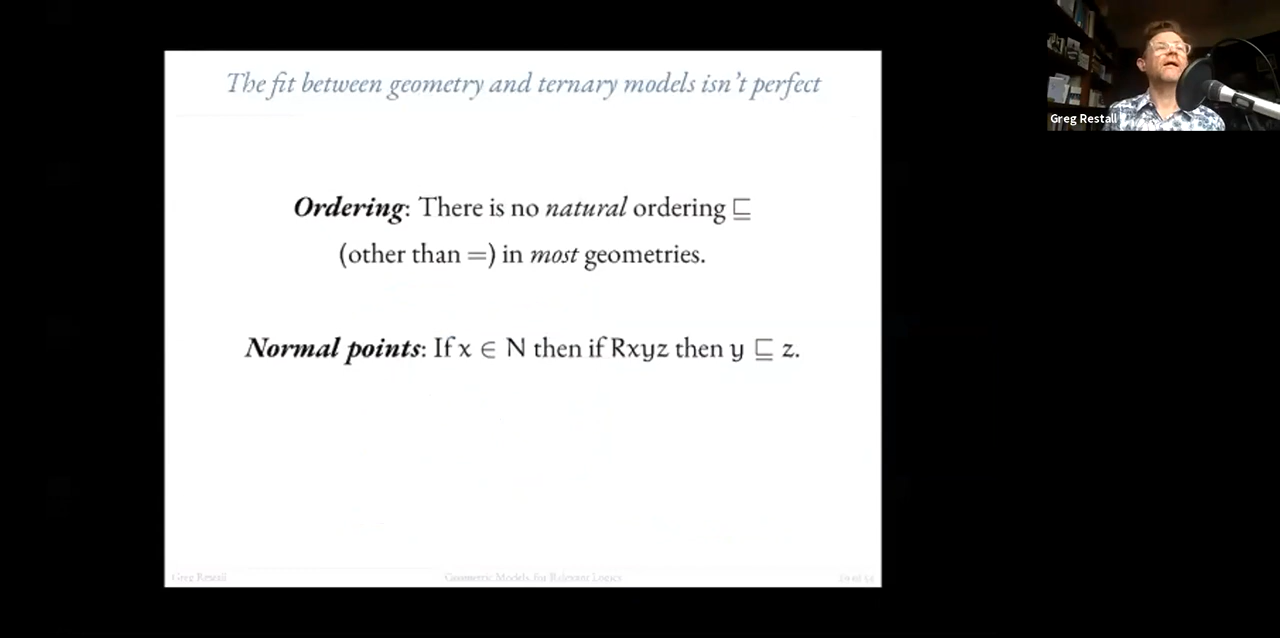 The fit between geometry and ternary models isn't perfect
Greg Restall
Ordering: There is no natural ordering ⊑
(other than =) in most geometries.
Normal points: If x ∈ N then if Rxyz then y ⊑ z.
Greg Restall
Geometric Models for Relevant Logics